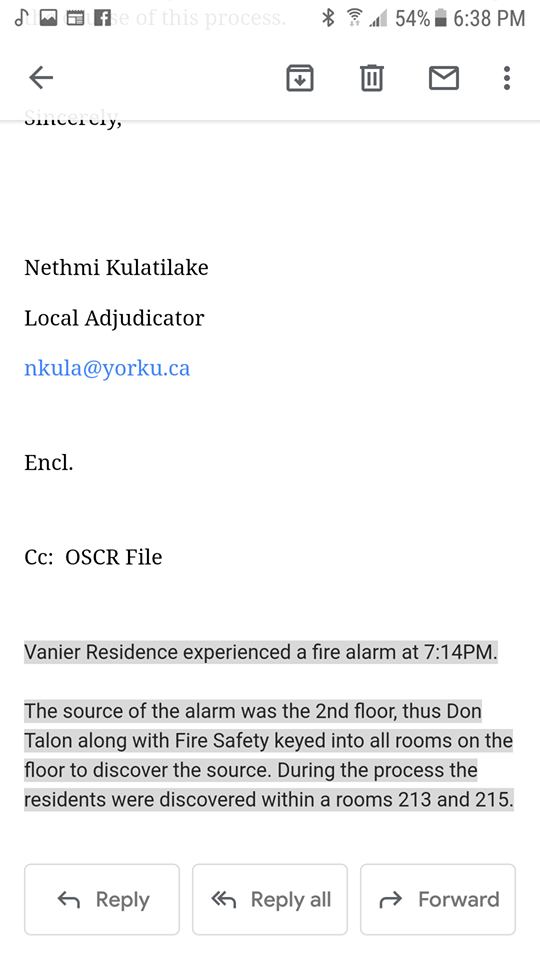 the course of this process.
54% 6:38 PM
Sincerely,
Nethmi Kulatilake
Local Adjudicator
nkula@yorku.ca
Encl.
Cc: OSCR File
Vanier Residence experienced a fire alarm at 7:14PM.
The source of the alarm was the 2nd floor, thus Don
Talon along with Fire Safety keyed into all rooms on the
floor to discover the source. During the process the
residents were discovered within a rooms 213 and 215.
Reply Reply all Forward